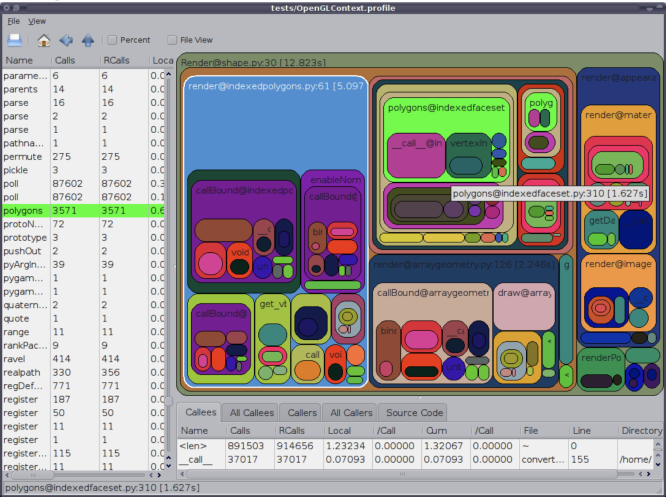 tests/OpenGLContext.profile
File View
Percent File View
Name Calls RCalls Loca
parame... 6 6 0.0
parents 14 14 0.0
parse 16 16 0.0
parse 2 2 0.0
parse 1 1 0.0
pathna... 1 1 0.0
permute 275 275 0.0
pickle 3 3 0.0
poll 87602 87602 0.3
poll 87602 87602 0.1
polygons 3571 3571 0.6
protoN... 72 72 0.0
prototype 3 3 0.0
pushOut 2 2 0.0
pyArgin... 39 39 0.0
pygam... 1 1 0.0
pygam... 1 1 0.0
quatern... 2 2 0.0
quote 1 1 0.0
range 11 11 0.0
rankPac... 9 9 0.0
ravel 414 414 0.0
realpath 330 356 0.0
regDef... 771 771 0.0
register 187 187 0.0
register 50 50 0.0
register 11 11 0.0
register 1 1 0.0
register... 115 115 0.0
register... 11 11 0.0
Render@shape.py:30 [12.823s]
render@indexedpolygons.py:61 [5.097
callBound@indexedpc
void
enableNorn
callBound@
callBound@
get_vt
call voi
polygons@indexedfaceset
__call__@In vertexIn
polyg
polygons@indexedfaceset.py:310 [1.627s]
render@arraygeometry.py:126 [2.246s]
callBound@arraygeometr
draw@array
g
render@appeara
render@mater
getDe
render@image
renderPo
Callees All Callees Callers All Callers Source Code
Name Calls RCalls Local /Call Cum /Call File Line Directory
<len> 891503 914656 1.23234 0.00000 1.32067 0.00000 ~ 0
__call__ 37017 37017 0.07093 0.00000 0.07093 0.00000 convert... 155 /home/
polygons@indexedfaceset.py:310 [1.627s]